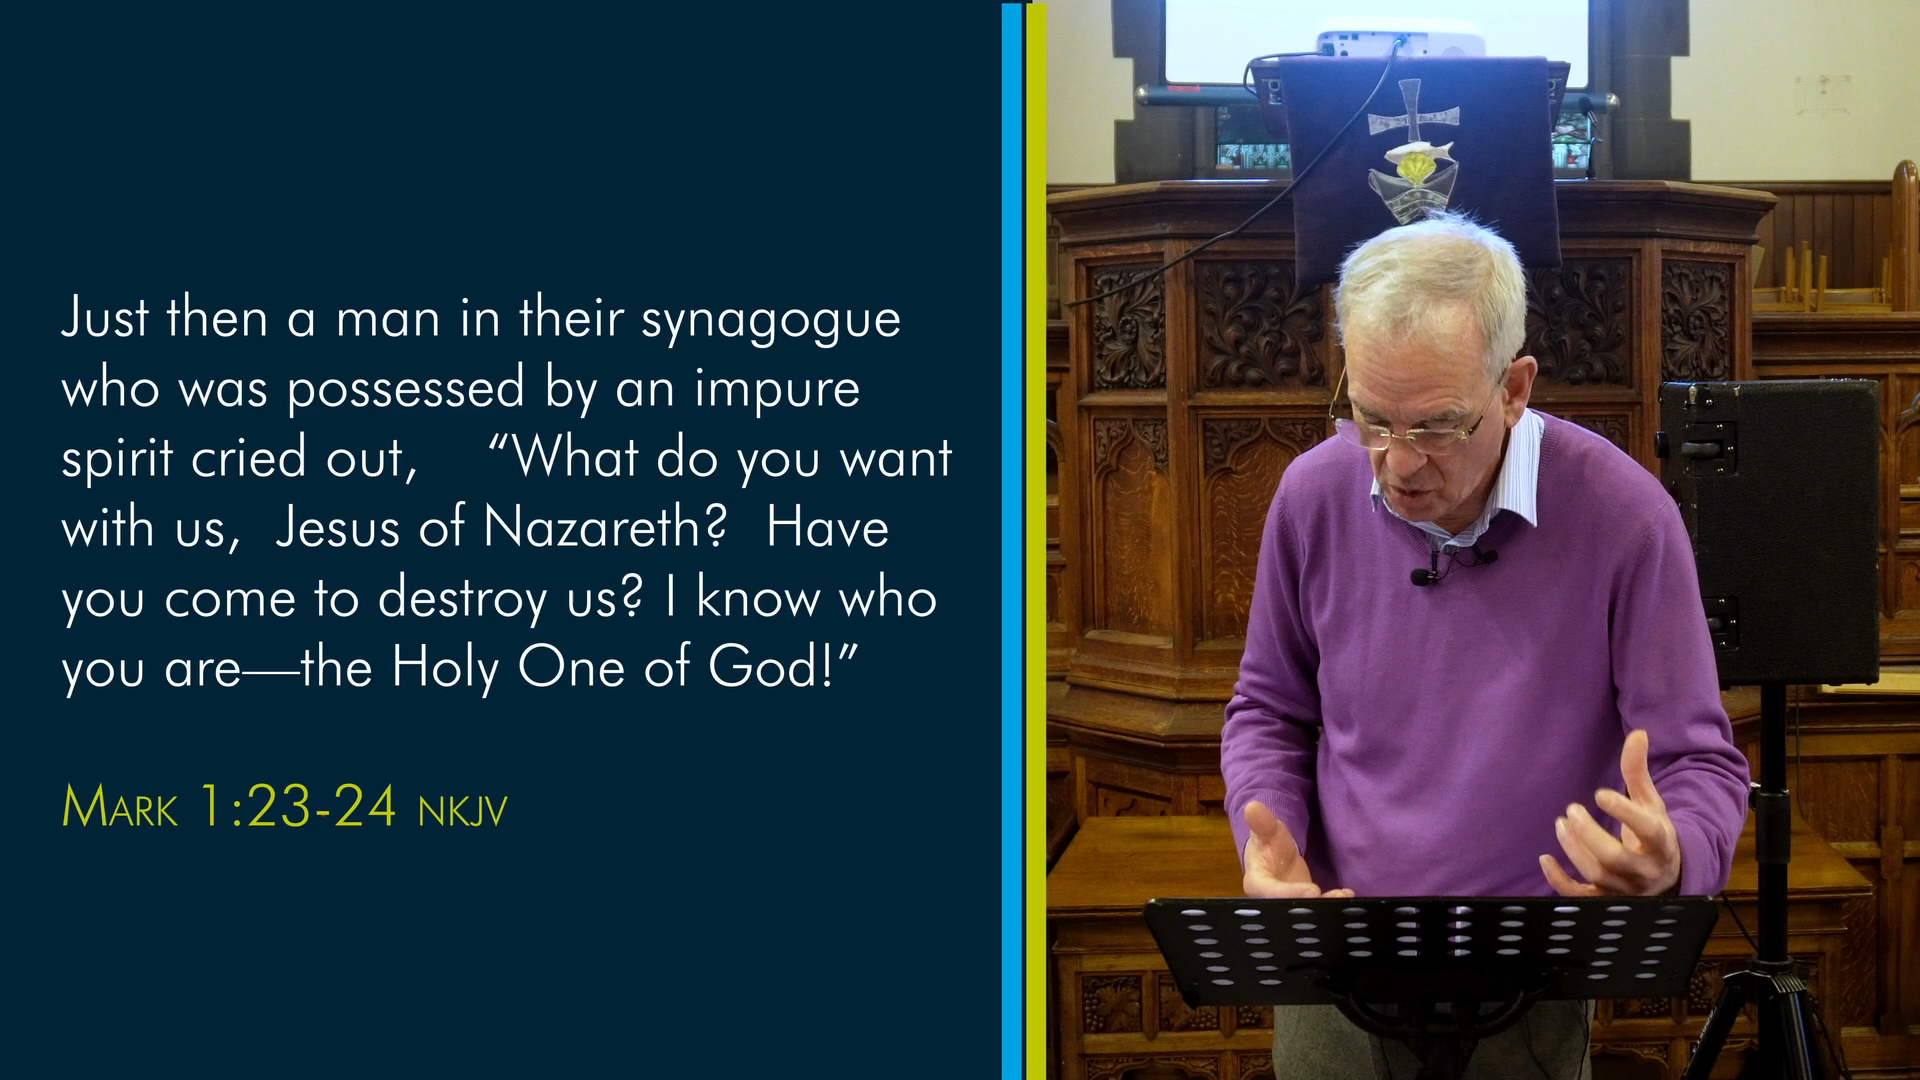 Just then a man in their synagogue
who was possessed by an impure
spirit cried out, “What do you want
with us, Jesus of Nazareth? Have
you come to destroy us? I know who
you are—the Holy One of God!”
Mark 1:23-24 NKJV